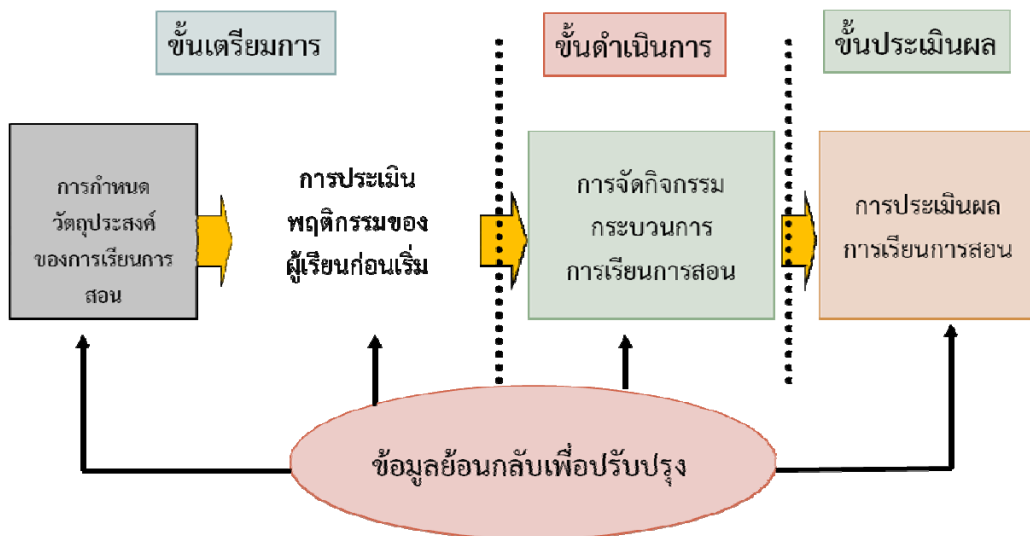 ขั้นเตรียมการ
ขั้นดำเนินการ
ขั้นประเมินผล
การกำหนด
วัตถุประสงค์
ของการเรียนการ
สอน
การประเมิน
พฤติกรรมของ
ผู้เรียนก่อนเริ่ม
การจัดกิจกรรม
กระบวนการ
การเรียนการสอน
การประเมินผล
การเรียนการสอน
ข้อมูลย้อนกลับเพื่อปรับปรุง